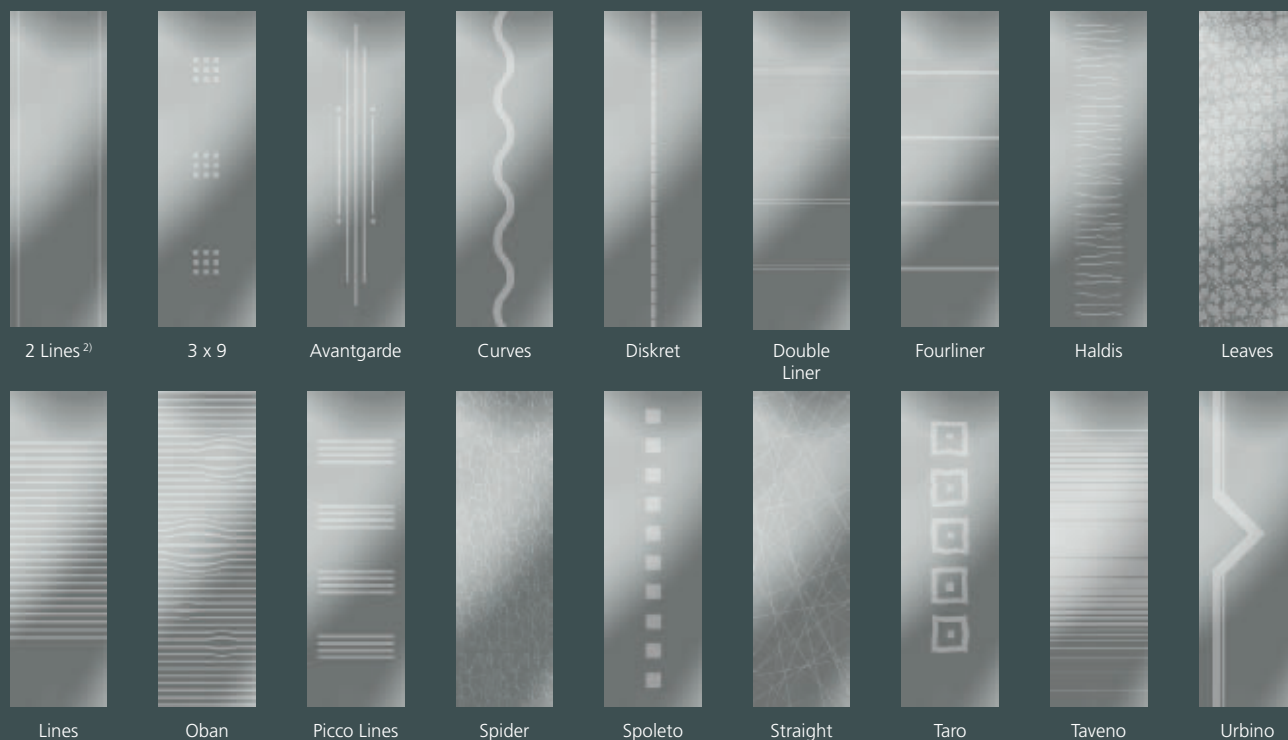 2 Lines 2)
3 x 9
Avantgarde
Curves
Diskret
Double
Liner
Fourliner
Haldis
Leaves
Lines
Oban
Picco Lines
Spider
Spoleto
Straight
Taro
Taveno
Urbino